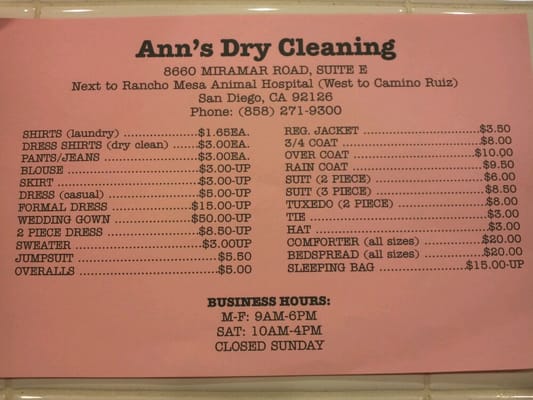 Ann's Dry Cleaning
8660 MIRAMAR ROAD, SUITE E
Next to Rancho Mesa Animal Hospital (West to Camino Ruiz)
San Diego, CA 92126
Phone: (858) 271-9300
SHIRTS (laundry) ....................$1.65EA.
DRESS SHIRTS (dry clean) .......$3.00EA.
PANTS/JEANS ........................$3.00EA.
BLOUSE ................................$3.00-UP
SKIRT ...................................$3.00-UP
DRESS (casual) ......................$5.00-UP
FORMAL DRESS ....................$15.00-UP
WEDDING GOWN ..................$50.00-UP
2 PIECE DRESS .....................$8.50-UP
SWEATER .............................$3.00UP
JUMPSUIT .............................$5.50
OVERALLS .............................$5.00
REG. JACKET ..........................$3.50
3/4 COAT ...............................$8.00
OVER COAT ............................$10.00
RAIN COAT .............................$9.50
SUIT (2 PIECE) ........................$6.00
SUIT (3 PIECE) ........................$8.50
TUXEDO (2 PIECE) ...................$8.00
TIE .......................................$3.00
HAT ......................................$3.00
COMFORTER (all sizes) .............$20.00
BEDSPREAD (all sizes) ..............$20.00
SLEEPING BAG ........................$15.00-UP
BUSINESS HOURS:
M-F: 9AM-6PM
SAT: 10AM-4PM
CLOSED SUNDAY